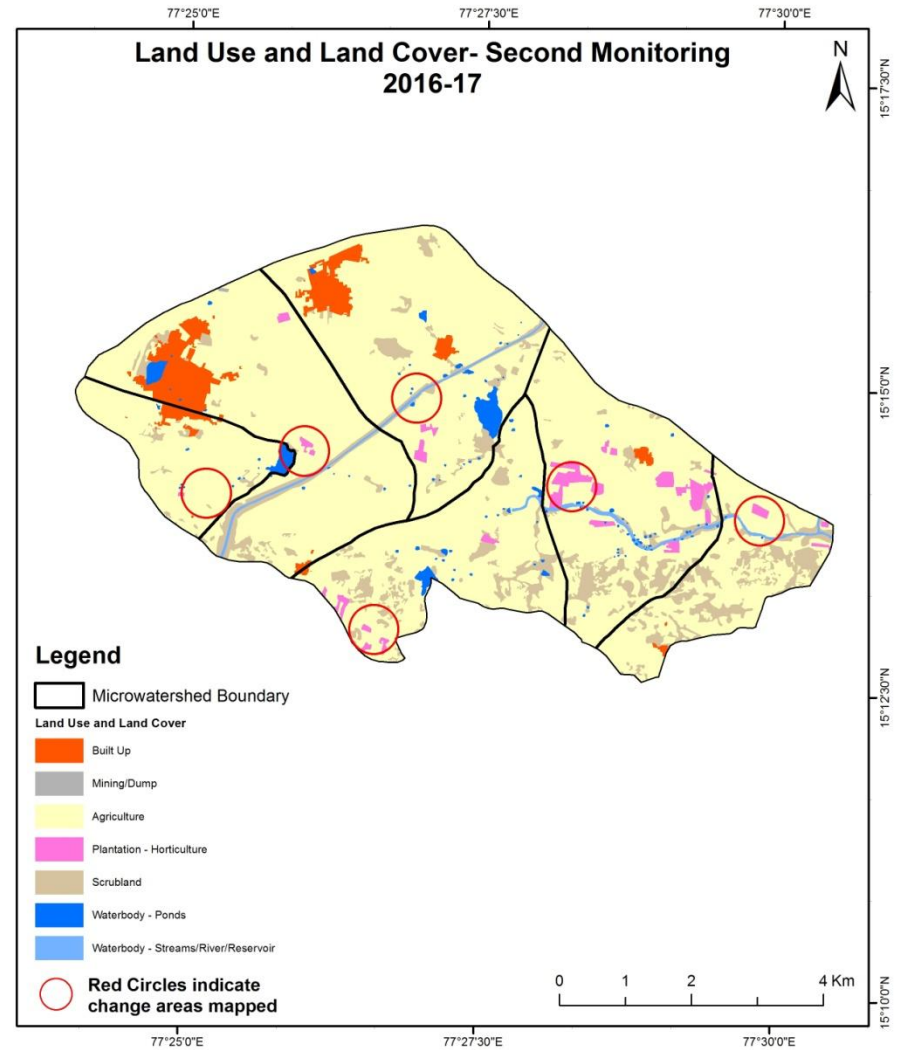 77°25'0"E 77°27'30"E 77°30'0"E
Land Use and Land Cover- Second Monitoring
2016-17
N
15°17'30"N
15°15'0"N
15°12'30"N
15°10'0"N
Legend
Microwatershed Boundary
Land Use and Land Cover
Built Up
Mining/Dump
Agriculture
Plantation - Horticulture
Scrubland
Waterbody - Ponds
Waterbody - Streams/River/Reservoir
Red Circles indicate
change areas mapped
0 1 2 4 Km
77°25'0"E 77°27'30"E 77°30'0"E